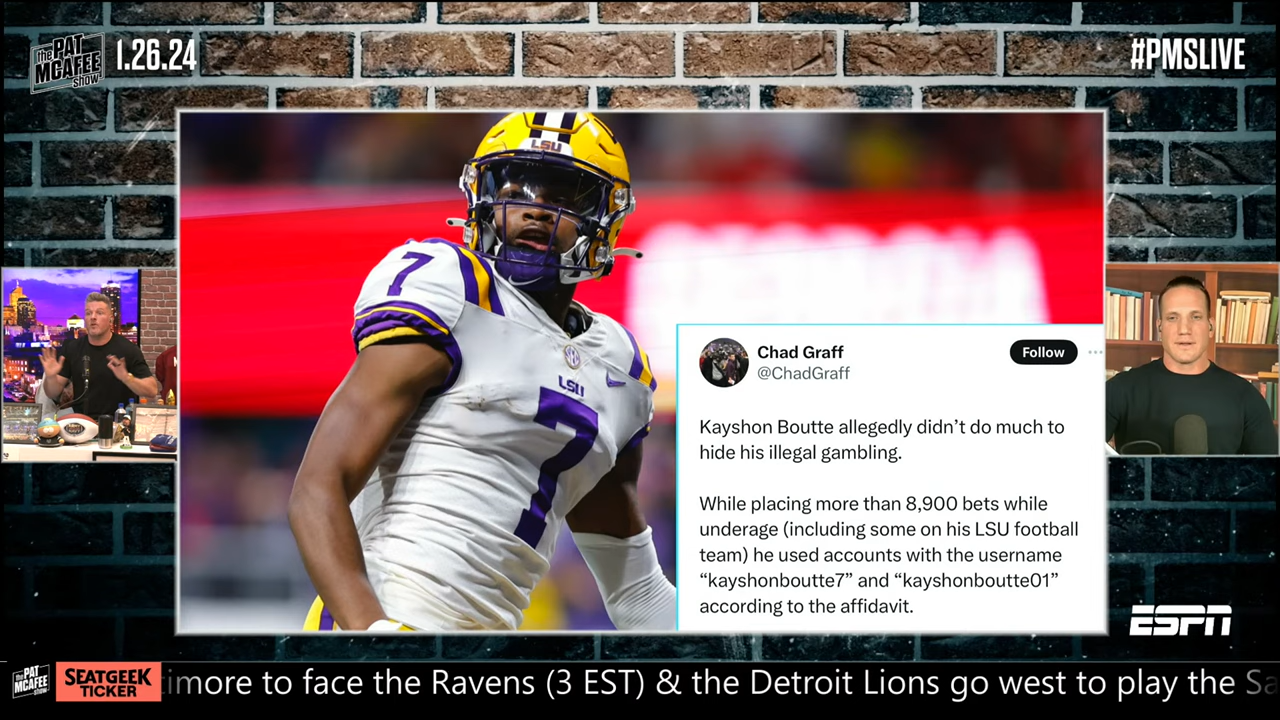 the PAT MCAFEE show
1.26.24
#PMSLIVE
LSU
7
LSU
7
Chad Graff
@ChadGraff
Follow
Kayshon Boutte allegedly didn’t do much to
hide his illegal gambling.
While placing more than 8,900 bets while
underage (including some on his LSU football
team) he used accounts with the username
“kayshonboutte7” and “kayshonboutte01”
according to the affidavit.
ESPN
the PAT MCAFEE show
SEATGEEK
TICKER
timore to face the Ravens (3 EST) & the Detroit Lions go west to play the Sa